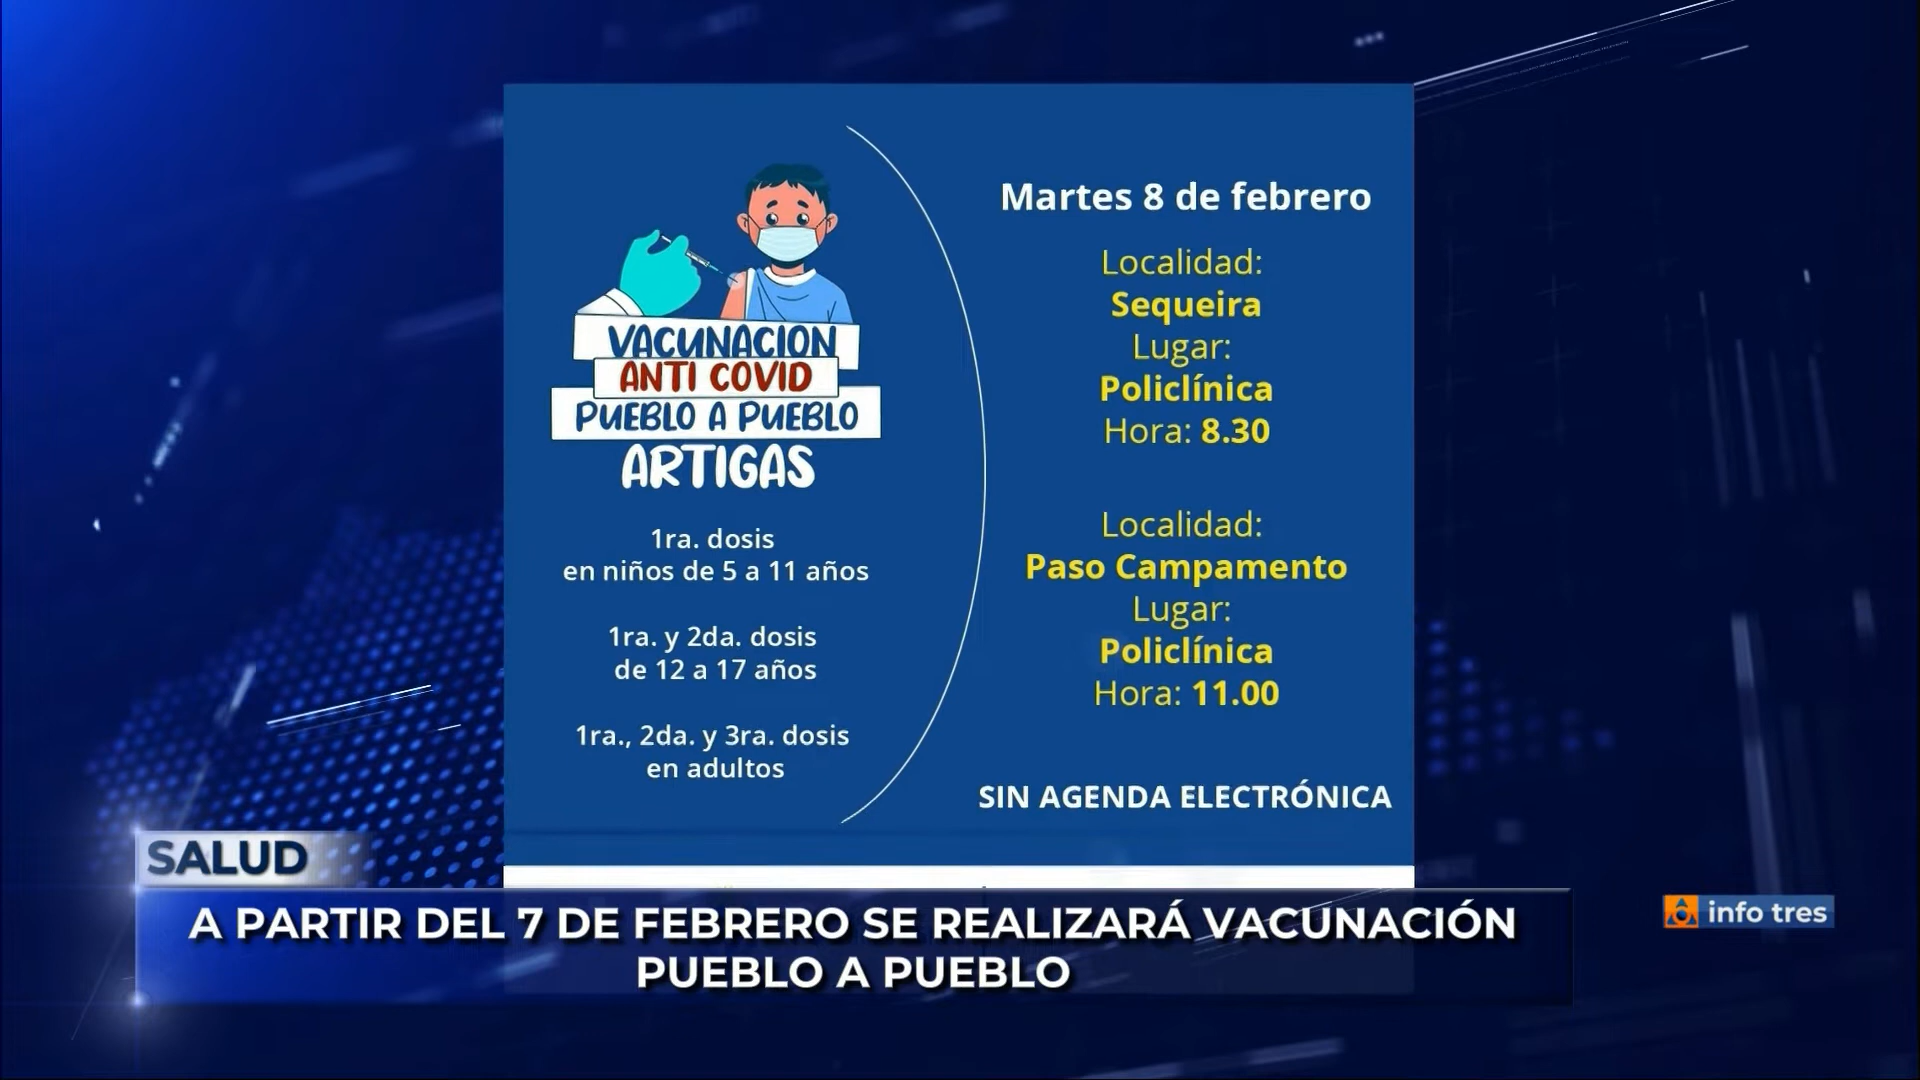 VACUNACION
ANTI COVID
PUEBLO A PUEBLO
ARTIGAS
1ra. dosis
en niños de 5 a 11 años
1ra. y 2da. dosis
de 12 a 17 años
1ra., 2da. y 3ra. dosis
en adultos
Martes 8 de febrero
Localidad:
Sequeira
Lugar:
Policlínica
Hora: 8.30
Localidad:
Paso Campamento
Lugar:
Policlínica
Hora: 11.00
SIN AGENDA ELECTRÓNICA
SALUD
A PARTIR DEL 7 DE FEBRERO SE REALIZARÁ VACUNACIÓN
PUEBLO A PUEBLO
info tres